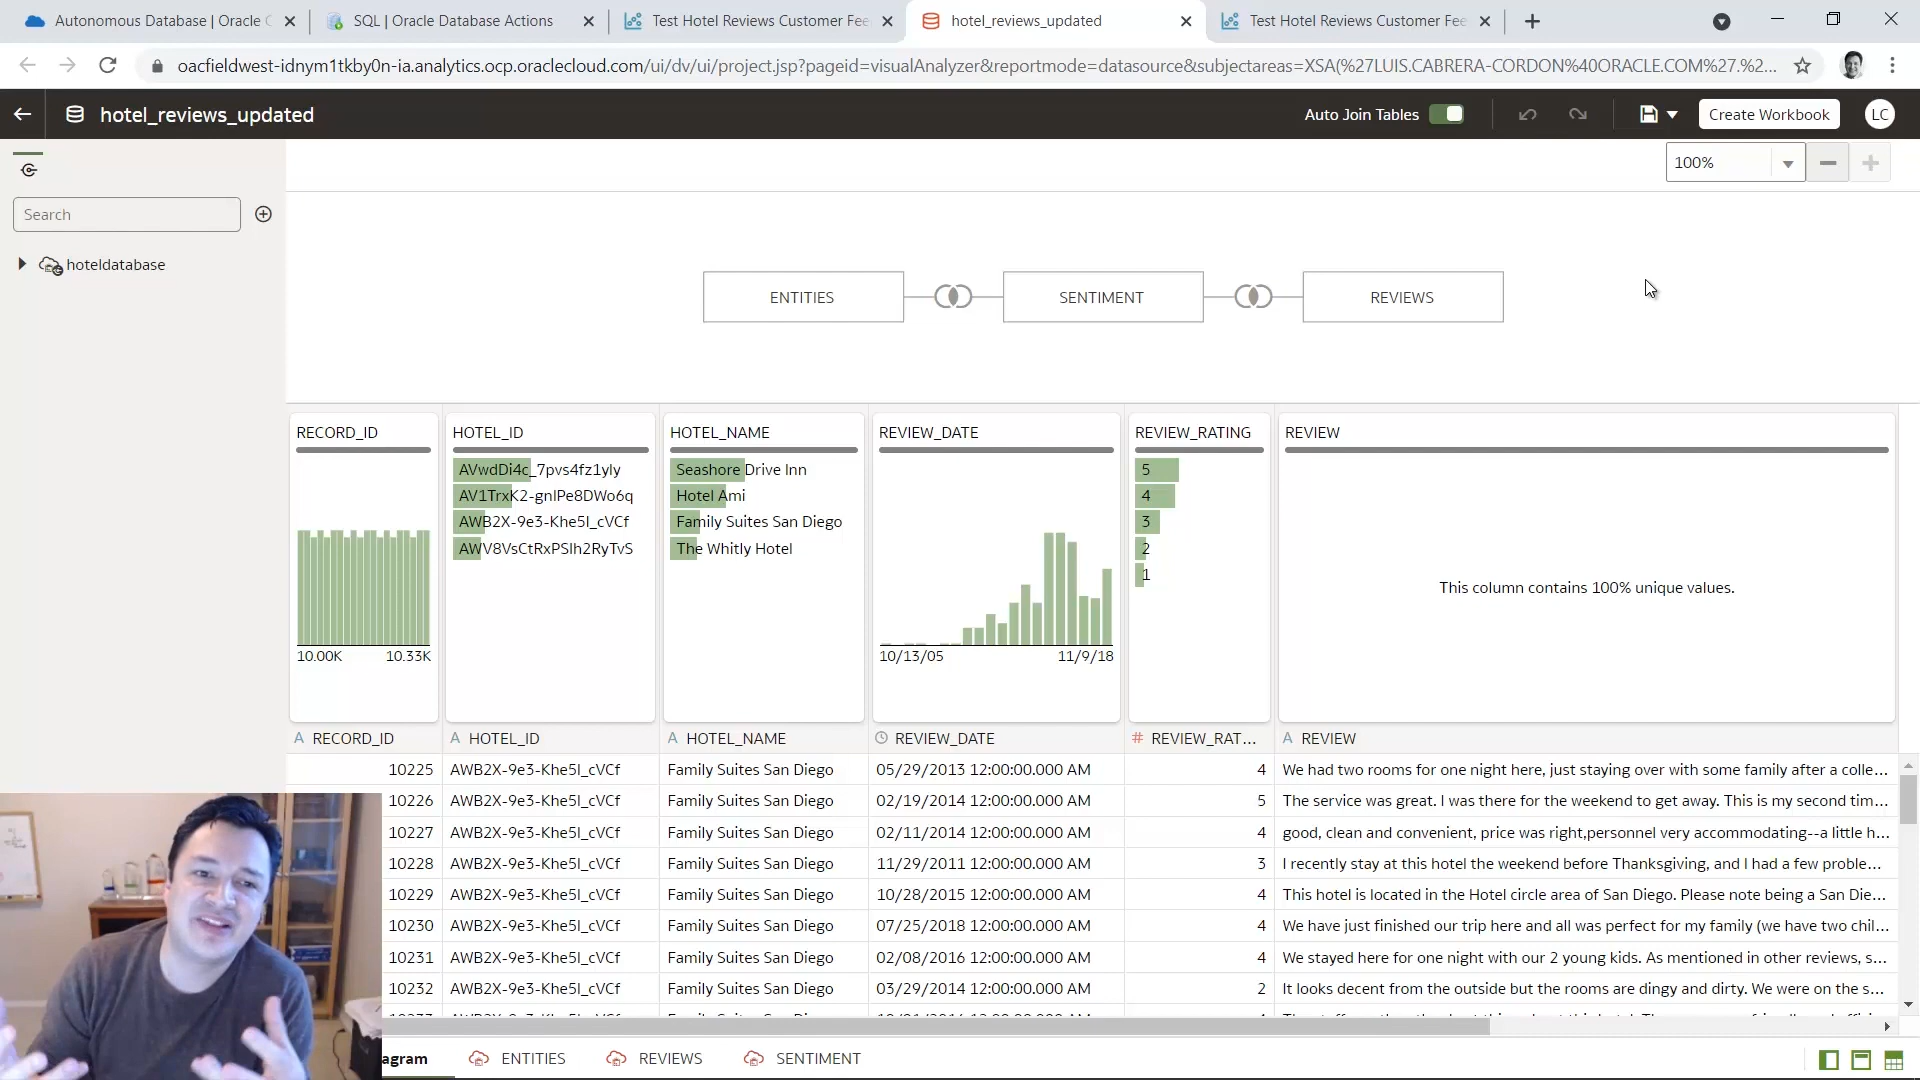 Autonomous Database | Oracle C
SQL | Oracle Database Actions
Test Hotel Reviews Customer Fee
hotel_reviews_updated
Test Hotel Reviews Customer Fee
oacfieldwest-idnym1tkby0n-ia.analytics.ocp.oraclecloud.com/ui/dv/ui/project.jsp?pageid=visualAnalyzer&reportmode=datasource&subjectareas=XSA(%27LUIS.CABRERA-CORDON%40ORACLE.COM%27.%2...
hotel_reviews_updated
Auto Join Tables
Create Workbook
LC
100%
Search
hoteldatabase
ENTITIES
SENTIMENT
REVIEWS
RECORD_ID
10.00K
10.33K
HOTEL_ID
AVwdDi4c_7pvs4fz1yly
AV1TrxK2-gnIPe8DWo6q
AWB2X-9e3-Khe5I_cVCf
AWV8VsCtRxPSIh2RyTvS
HOTEL_NAME
Seashore Drive Inn
Hotel Ami
Family Suites San Diego
The Whitly Hotel
REVIEW_DATE
10/13/05
11/9/18
REVIEW_RATING
5
4
3
2
1
REVIEW
This column contains 100% unique values.
A RECORD_ID A HOTEL_ID A HOTEL_NAME REVIEW_DATE # REVIEW_RAT... A REVIEW
10225 AWB2X-9e3-Khe5I_cVCf Family Suites San Diego 05/29/2013 12:00:00.000 AM 4 We had two rooms for one night here, just staying over with some family after a colle...
10226 AWB2X-9e3-Khe5I_cVCf Family Suites San Diego 02/19/2014 12:00:00.000 AM 5 The service was great. I was there for the weekend to get away. This is my second tim...
10227 AWB2X-9e3-Khe5I_cVCf Family Suites San Diego 02/11/2014 12:00:00.000 AM 4 good, clean and convenient, price was right,personnel very accommodating--a little h...
10228 AWB2X-9e3-Khe5I_cVCf Family Suites San Diego 11/29/2011 12:00:00.000 AM 3 I recently stay at this hotel the weekend before Thanksgiving, and I had a few proble...
10229 AWB2X-9e3-Khe5I_cVCf Family Suites San Diego 10/28/2015 12:00:00.000 AM 4 This hotel is located in the Hotel circle area of San Diego. Please note being a San Die...
10230 AWB2X-9e3-Khe5I_cVCf Family Suites San Diego 07/25/2018 12:00:00.000 AM 4 We have just finished our trip here and all was perfect for my family (we have two chil...
10231 AWB2X-9e3-Khe5I_cVCf Family Suites San Diego 02/08/2016 12:00:00.000 AM 4 We stayed here for one night with our 2 young kids. As mentioned in other reviews, s...
10232 AWB2X-9e3-Khe5I_cVCf Family Suites San Diego 03/29/2014 12:00:00.000 AM 2 It looks decent from the outside but the rooms are dingy and dirty. We were on the s...
agram
ENTITIES
REVIEWS
SENTIMENT